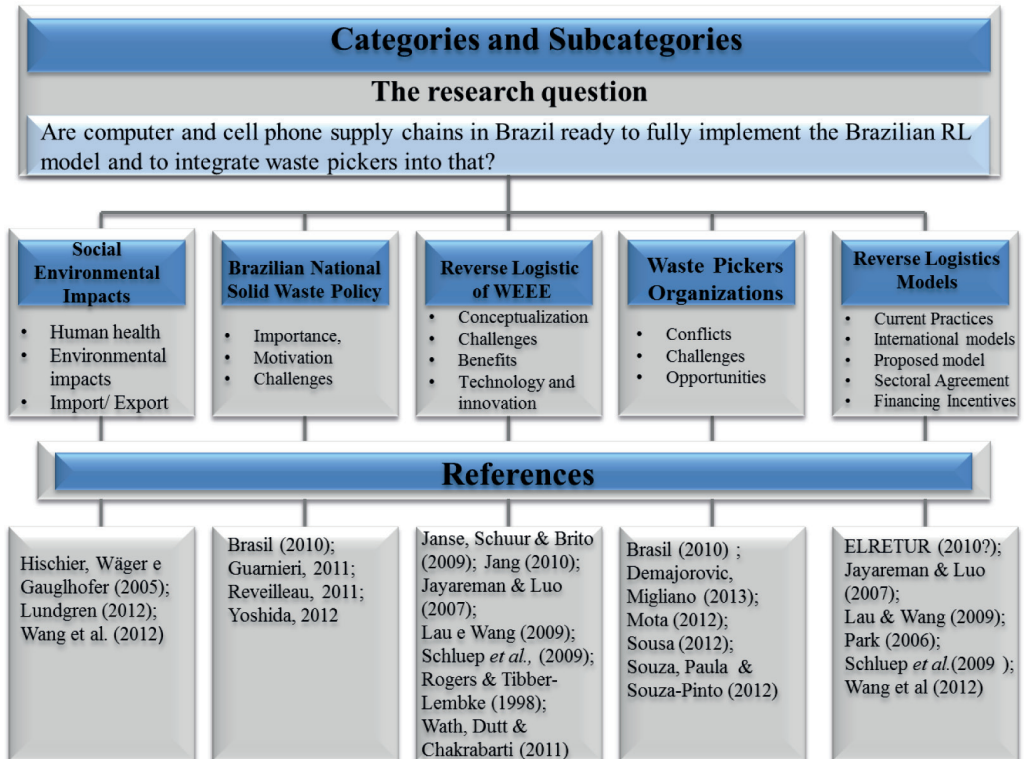 Categories and Subcategories
The research question
Are computer and cell phone supply chains in Brazil ready to fully implement the Brazilian RL
model and to integrate waste pickers into that?
Social
Environmental
Impacts
• Human health
• Environmental
impacts
• Import/ Export
Brazilian National
Solid Waste Policy
• Importance,
• Motivation
• Challenges
Reverse Logistic
of WEEE
• Conceptualization
• Challenges
• Benefits
• Technology and
innovation
Waste Pickers
Organizations
• Conflicts
• Challenges
• Opportunities
Reverse Logistics
Models
• Current Practices
• International models
• Proposed model
• Sectoral Agreement
• Financing Incentives
References
Hischier, Wäger e
Gauglhofer (2005);
Lundgren (2012);
Wang et al. (2012)
Brasil (2010);
Guarnieri, 2011;
Reveilleau, 2011;
Yoshida, 2012
Janse, Schuur & Brito
(2009); Jang (2010);
Jayareman & Luo
(2007);
Lau e Wang (2009);
Schluep et al., (2009);
Rogers & Tibber-
Lembke (1998);
Wath, Dutt &
Chakrabarti (2011)
Brasil (2010) ;
Demajorovic,
Migliano (2013);
Mota (2012);
Sousa (2012);
Souza, Paula &
Souza-Pinto (2012)
ELRETUR (2010?);
Jayareman & Luo
(2007);
Lau & Wang (2009);
Park (2006);
Schluep et al.(2009 );
Wang et al (2012)